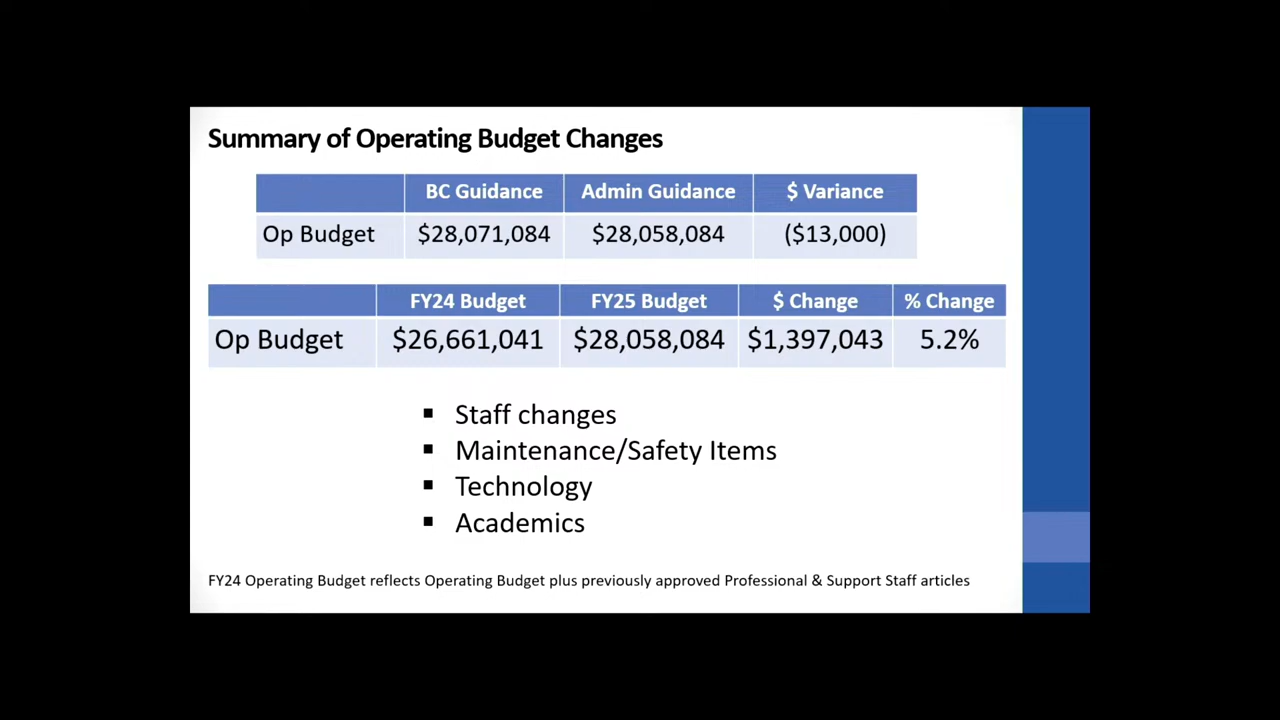 Summary of Operating Budget Changes
BC Guidance Admin Guidance $ Variance
Op Budget $28,071,084 $28,058,084 ($13,000)
FY24 Budget FY25 Budget $ Change % Change
Op Budget $26,661,041 $28,058,084 $1,397,043 5.2%
▪ Staff changes
▪ Maintenance/Safety Items
▪ Technology
▪ Academics
FY24 Operating Budget reflects Operating Budget plus previously approved Professional & Support Staff articles